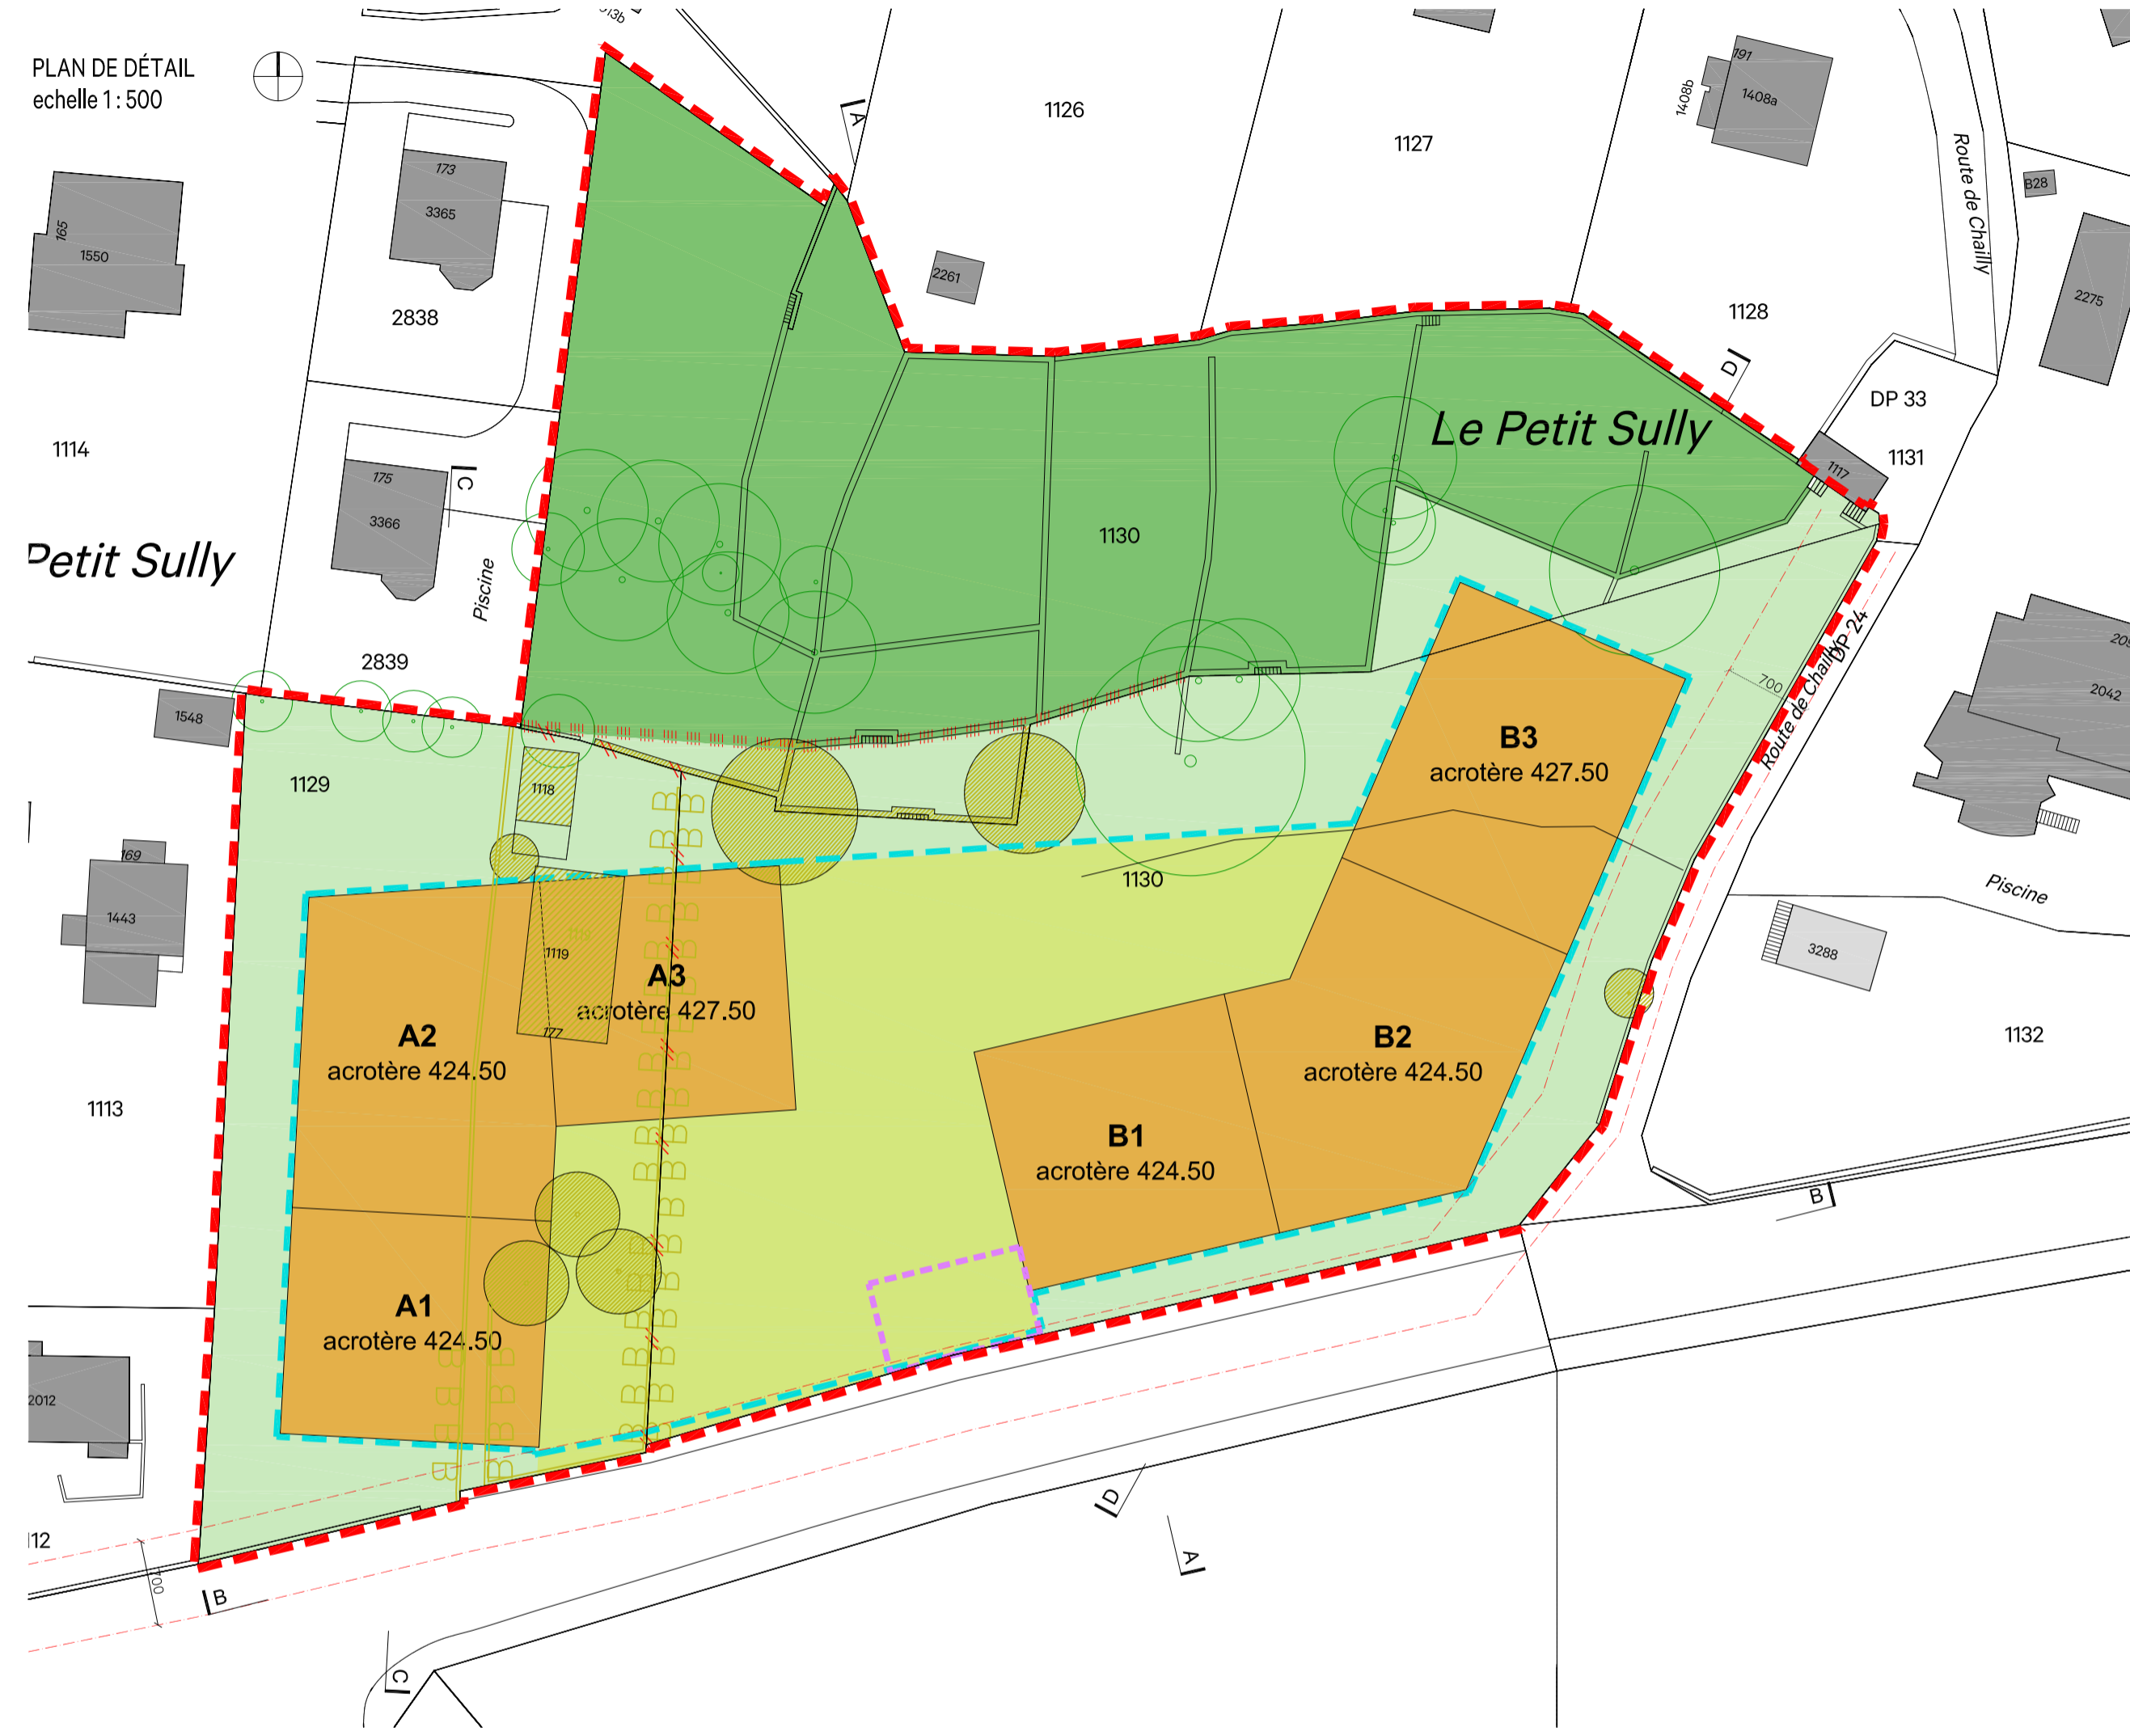 PLAN DE DÉTAIL
echelle 1 : 500
A
1126
1127
191
1408b
1408a
Route de Chailly
B28
2275
173
3365
165
1550
2261
2838
1128
D
DP 33
Le Petit Sully
1131
1117
1114
C
175
3366
Petit Sully
Piscine
1130
2839
DP 24
Route de Chailly
700
2042
1548
B3
acrotère 427.50
1129
1118
169
1443
1130
Piscine
3288
1119
A3
acrotère 427.50
177
A2
acrotère 424.50
B2
acrotère 424.50
1132
1113
B1
acrotère 424.50
B
A1
acrotère 424.50
2012
D
A
700
B
C